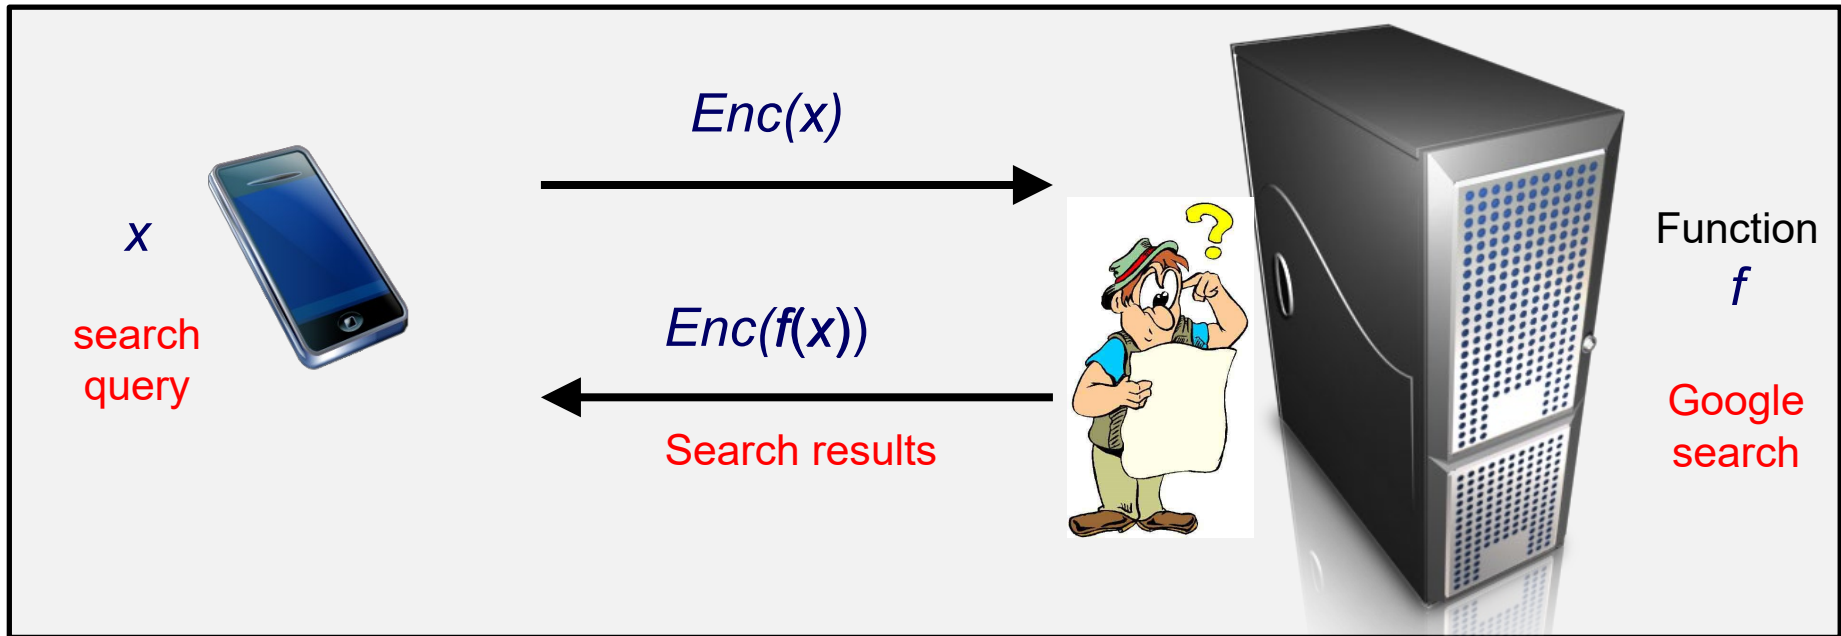 Enc(x)
x
search
query
Enc(f(x))
Search results
?
Function
f
Google
search